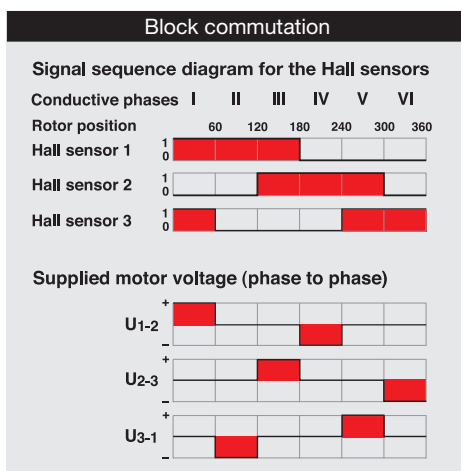 Block commutation
Signal sequence diagram for the Hall sensors
Conductive phases I II III IV V VI
Rotor position 60 120 180 240 300 360
Hall sensor 1 1 0
Hall sensor 2 1 0
Hall sensor 3 1 0
Supplied motor voltage (phase to phase)
U1-2 + –
U2-3 + –
U3-1 + –